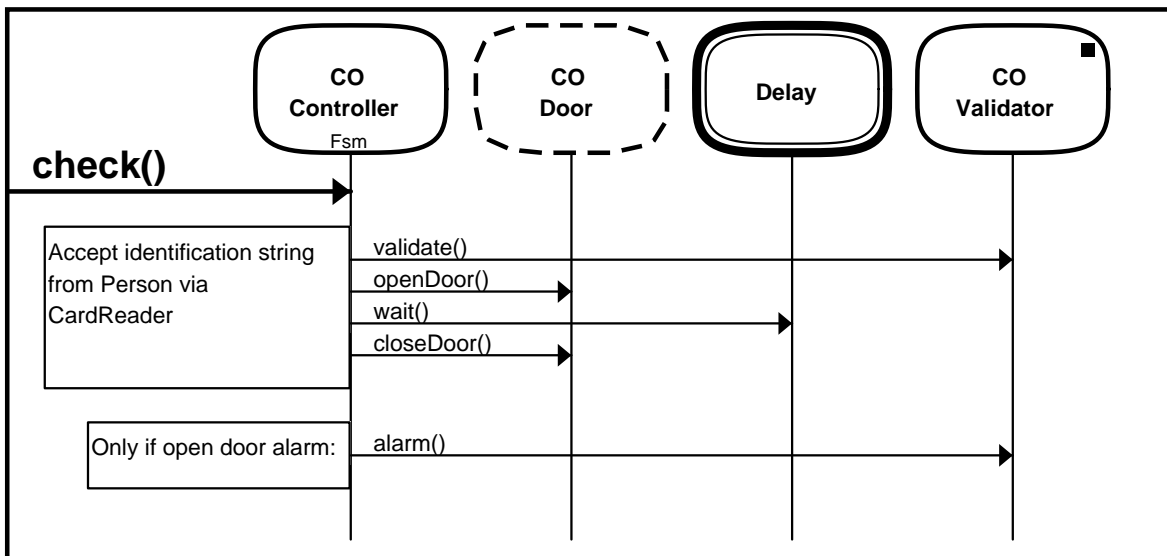 CO
Controller
Fsm
CO
Door
Delay
CO
Validator
check()
Accept identification string
from Person via
CardReader
validate()
openDoor()
wait()
closeDoor()
Only if open door alarm:
alarm()